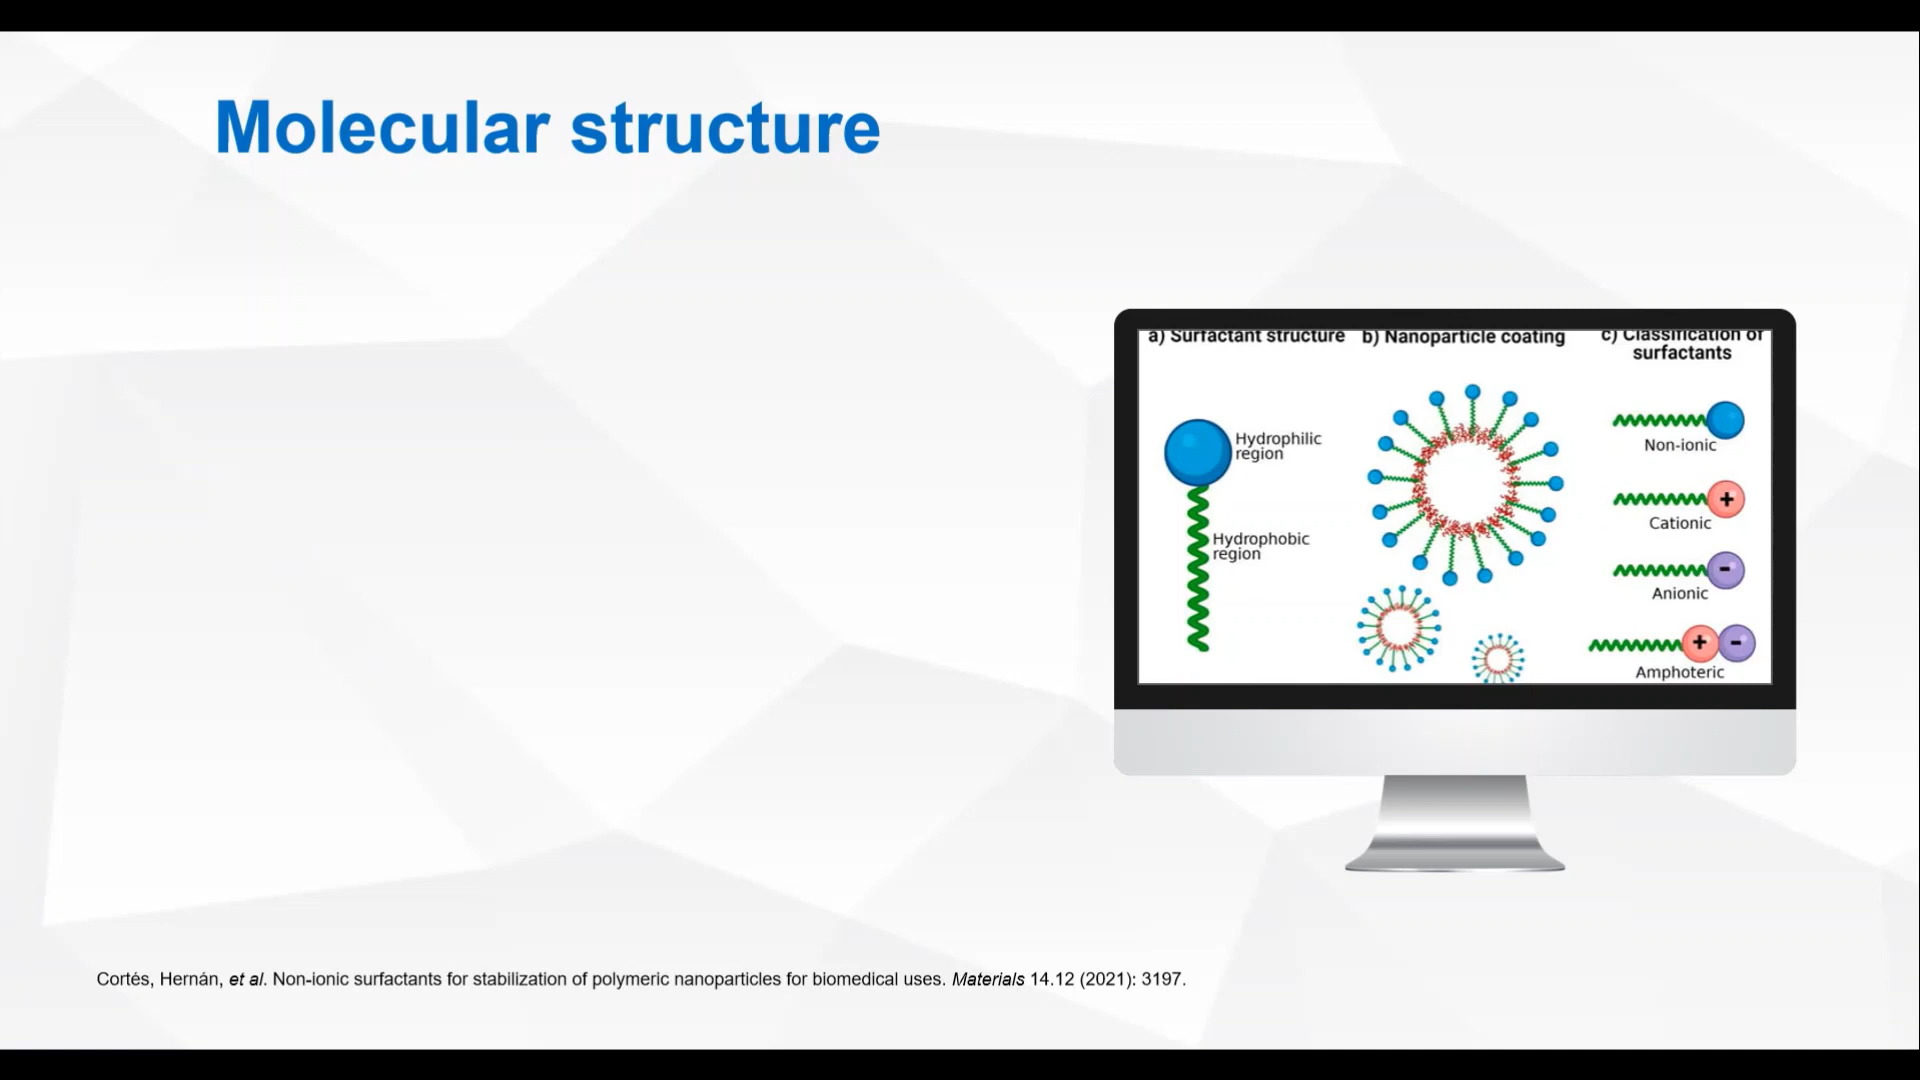 Molecular structure
a) Surfactant structure
b) Nanoparticle coating
c) Classification of
surfactants
Hydrophilic
region
Hydrophobic
region
Non-ionic
+
Cationic
-
Anionic
+ -
Amphoteric
Cortés, Hernán, et al. Non-ionic surfactants for stabilization of polymeric nanoparticles for biomedical uses. Materials 14.12 (2021): 3197.